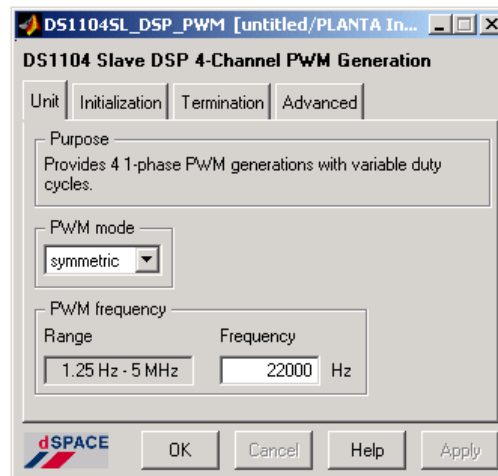 DS1104SL_DSP_PWM [untitled/PLANTA In...
DS1104 Slave DSP 4-Channel PWM Generation
Unit Initialization Termination Advanced
Purpose
Provides 4 1-phase PWM generations with variable duty
cycles.
PWM mode
symmetric
PWM frequency
Range Frequency
1.25 Hz - 5 MHz 22000 Hz
dSPACE OK Cancel Help Apply